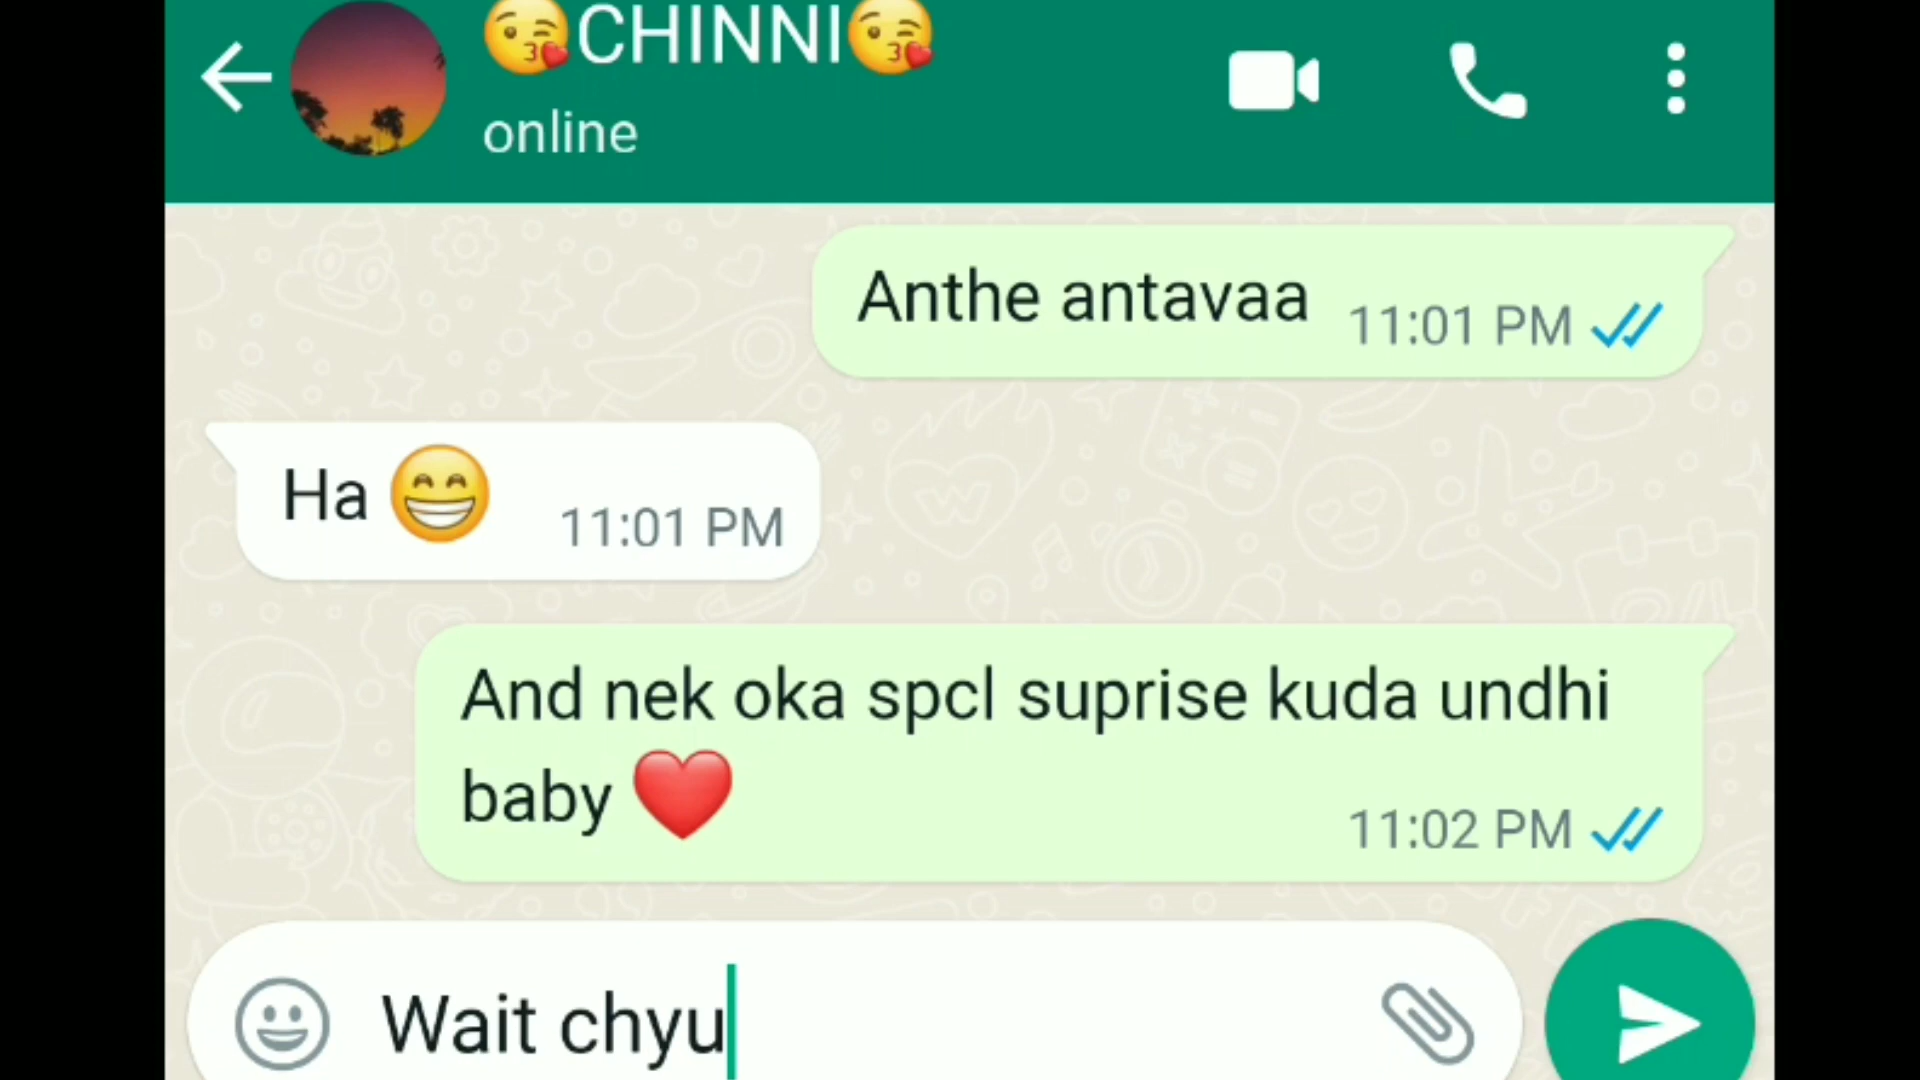 😘CHINNI😘
online
Anthe antavaa 11:01 PM
Ha 😁 11:01 PM
And nek oka spcl suprise kuda undhi
baby ❤️ 11:02 PM
Wait chyu